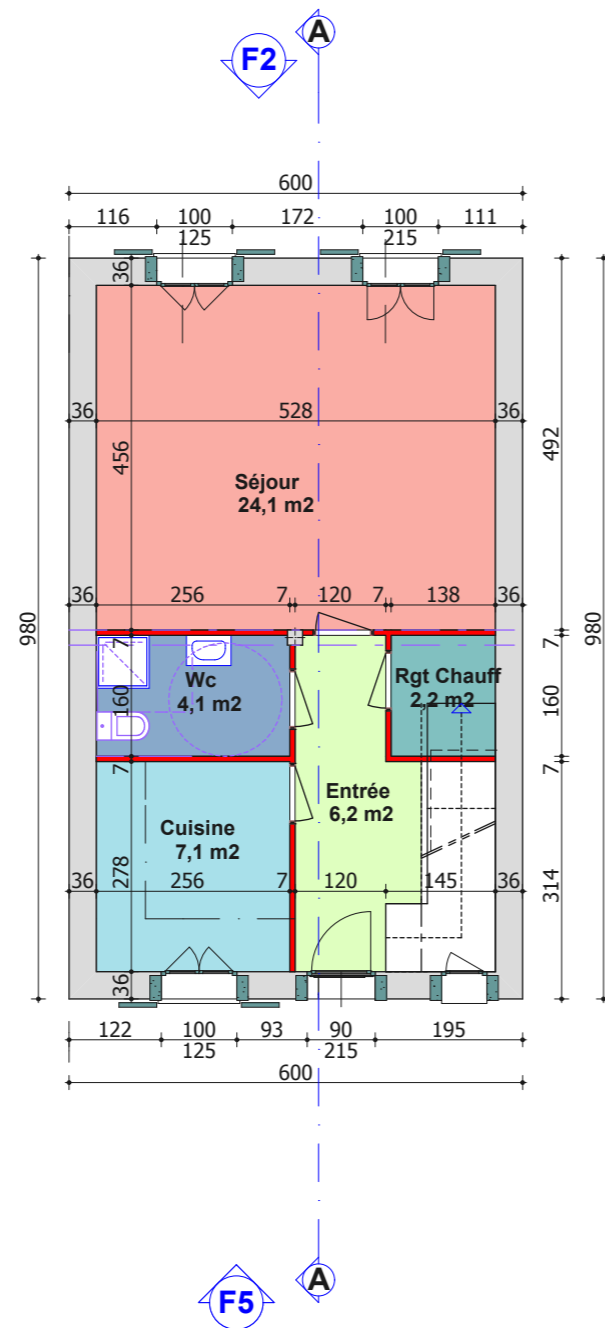 A
F2
600
116 100 172 100 111
125 215
36
36 528 36
456
492
Séjour
24,1 m2
36 256 7 120 7 138 36
980
980
7
7
Wc
4,1 m2
Rgt Chauff
2,2 m2
160
160
7
7
Entrée
6,2 m2
Cuisine
7,1 m2
278
314
36 256 7 120 145 36
36
122 100 93 90 195
125 215
600
A
F5